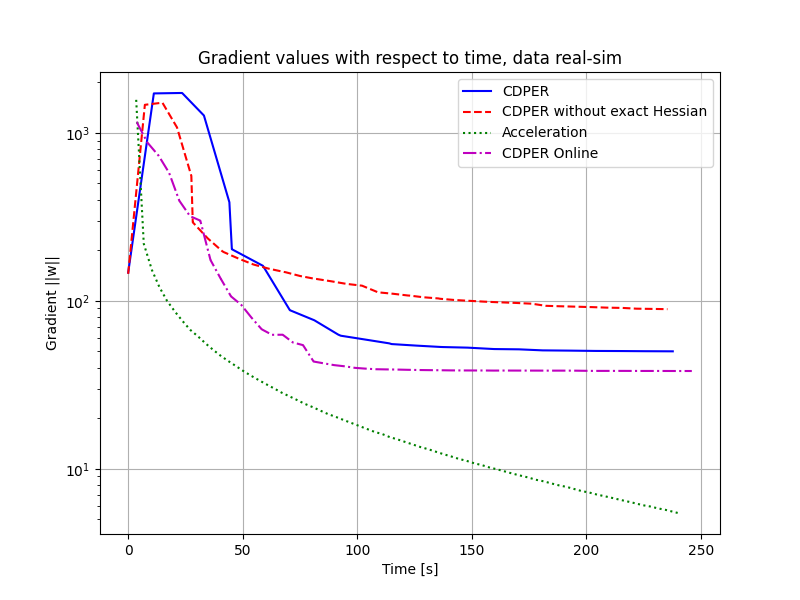 Gradient values with respect to time, data real-sim
CDPER
CDPER without exact Hessian
Acceleration
CDPER Online
Gradient ||w||
10³
10²
10¹
0 50 100 150 200 250
Time [s]